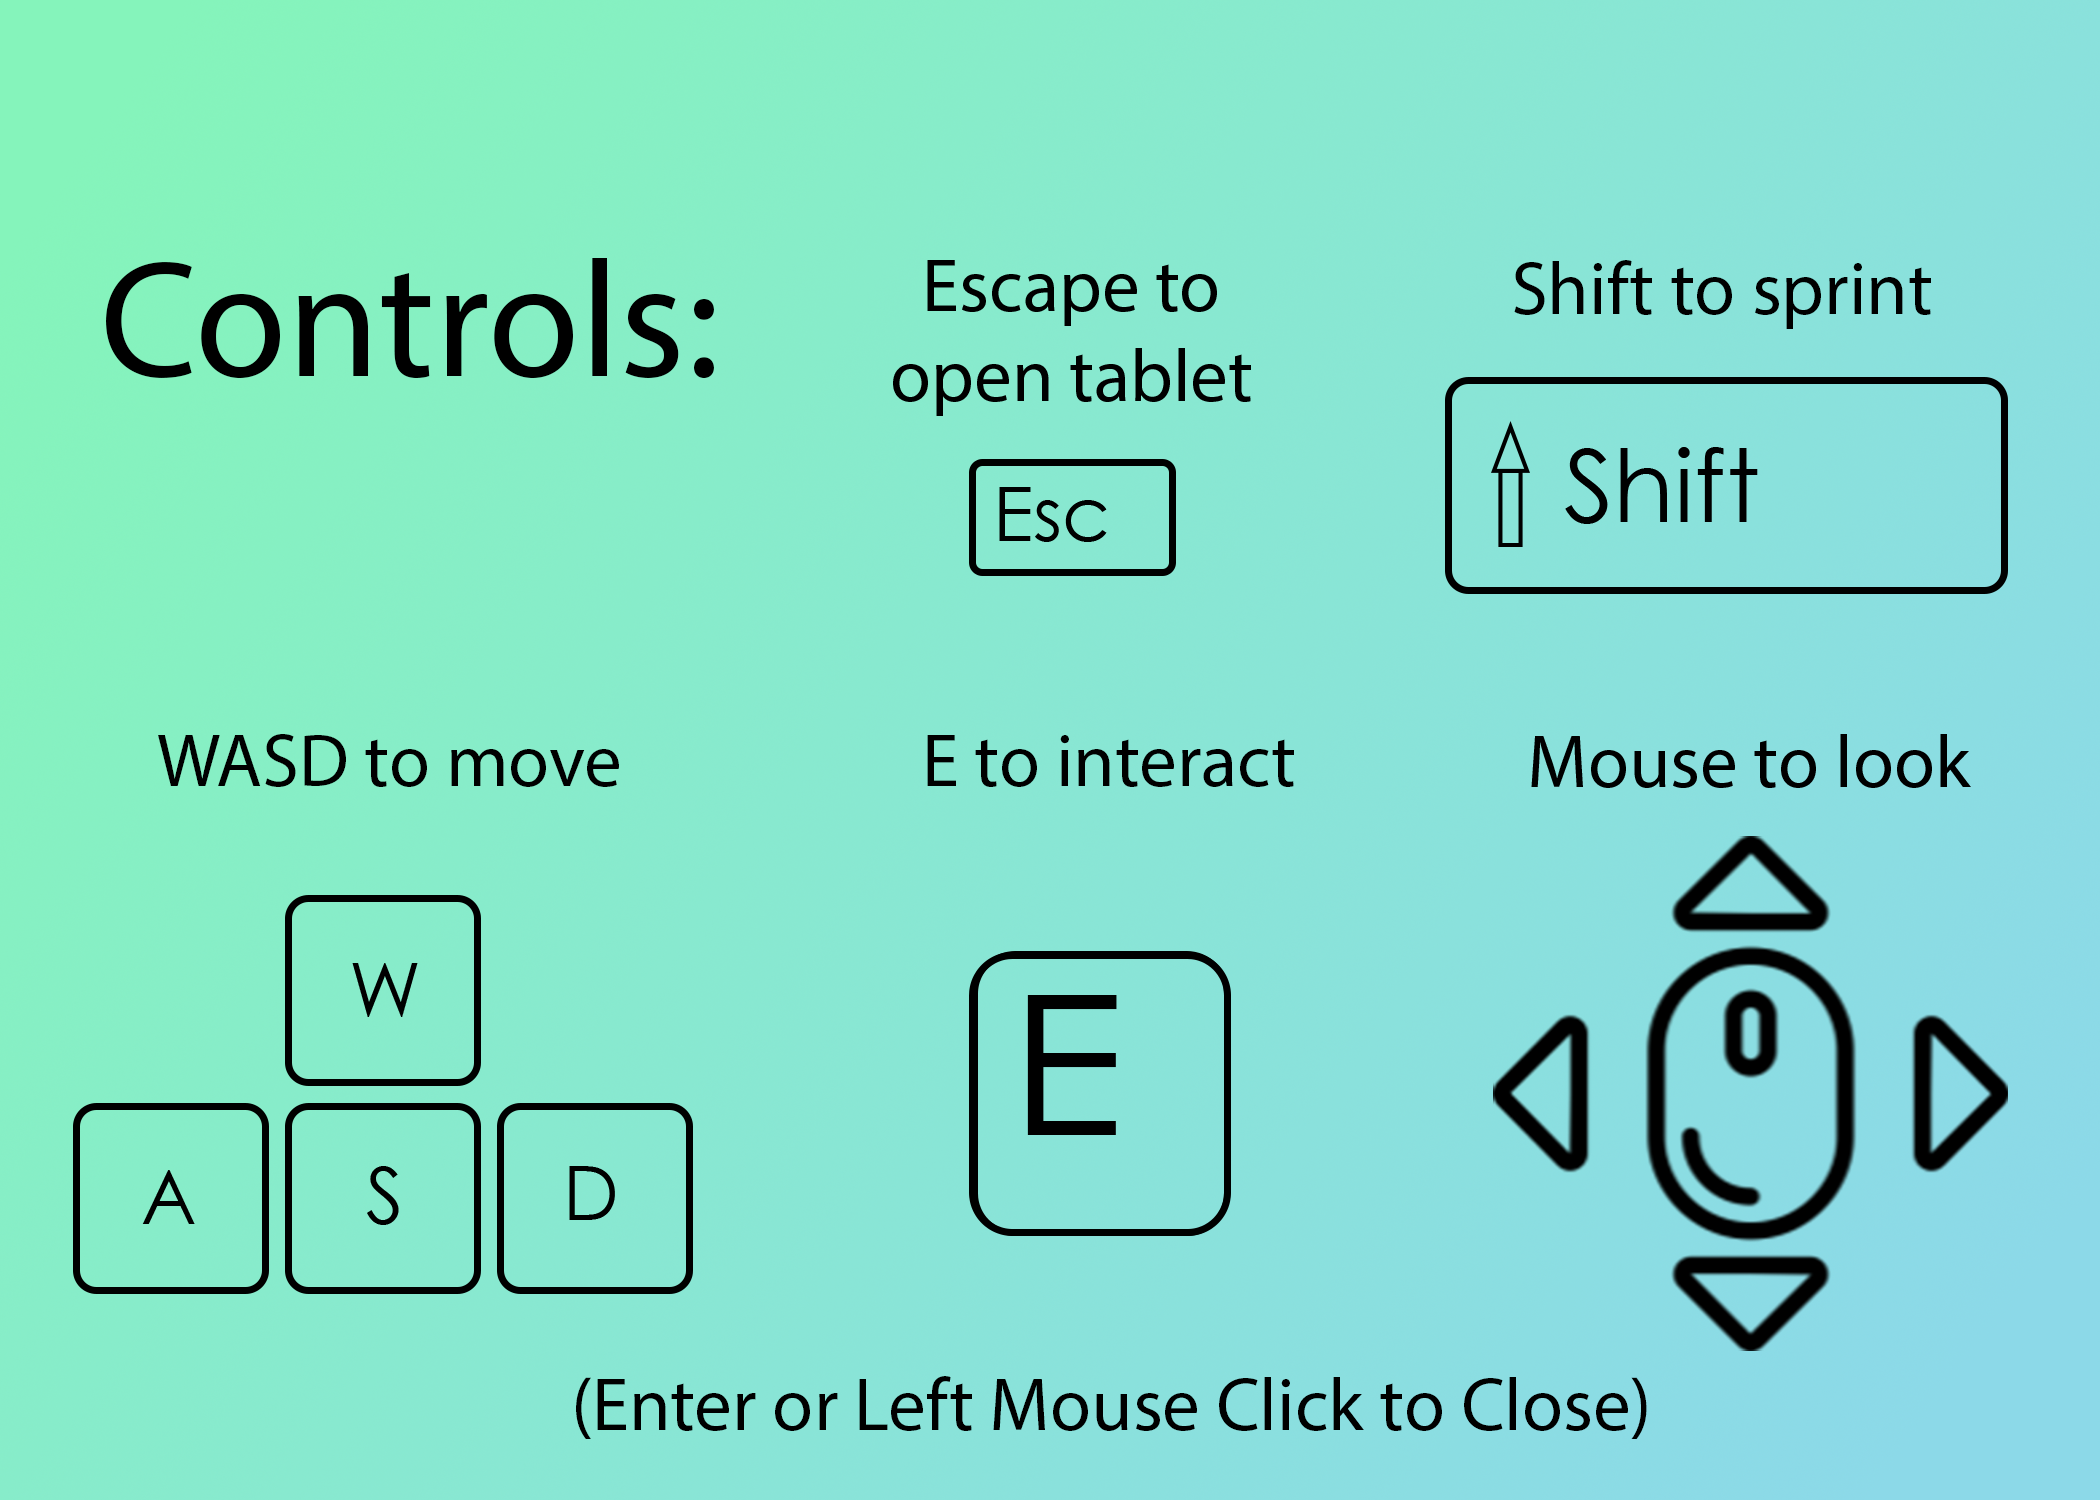 Controls:
Escape to
open tablet
Esc
Shift to sprint
Shift
WASD to move
W
A
S
D
E to interact
E
Mouse to look
(Enter or Left Mouse Click to Close)